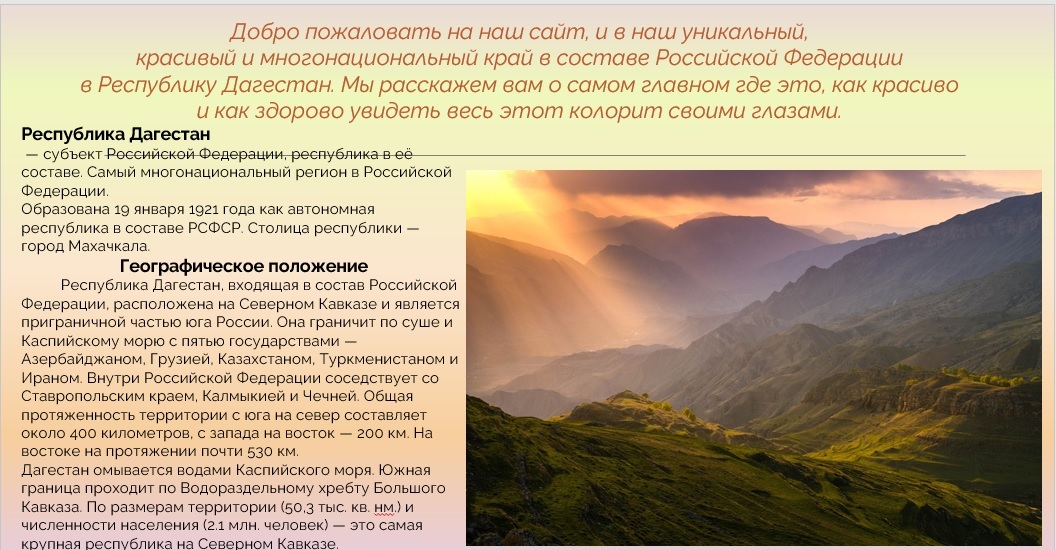 Добро пожаловать на наш сайт, и в наш уникальный,
красивый и многонациональный край в составе Российской Федерации
в Республику Дагестан. Мы расскажем вам о самом главном где это, как красиво
и как здорово увидеть весь этот колорит своими глазами.
Республика Дагестан
— субъект Российской Федерации, республика в её
составе. Самый многонациональный регион в Российской
Федерации.
Образована 19 января 1921 года как автономная
республика в составе РСФСР. Столица республики —
город Махачкала.
Географическое положение
Республика Дагестан, входящая в состав Российской
Федерации, расположена на Северном Кавказе и является
приграничной частью юга России. Она граничит по суше и
Каспийскому морю с пятью государствами —
Азербайджаном, Грузией, Казахстаном, Туркменистаном и
Ираном. Внутри Российской Федерации соседствует со
Ставропольским краем, Калмыкией и Чечней. Общая
протяженность территории с юга на север составляет
около 400 километров, с запада на восток — 200 км. На
востоке на протяжении почти 530 км.
Дагестан омывается водами Каспийского моря. Южная
граница проходит по Водораздельному хребту Большого
Кавказа. По размерам территории (50,3 тыс. кв. нм.) и
численности населения (2.1 млн. человек) — это самая
крупная республика на Северном Кавказе.